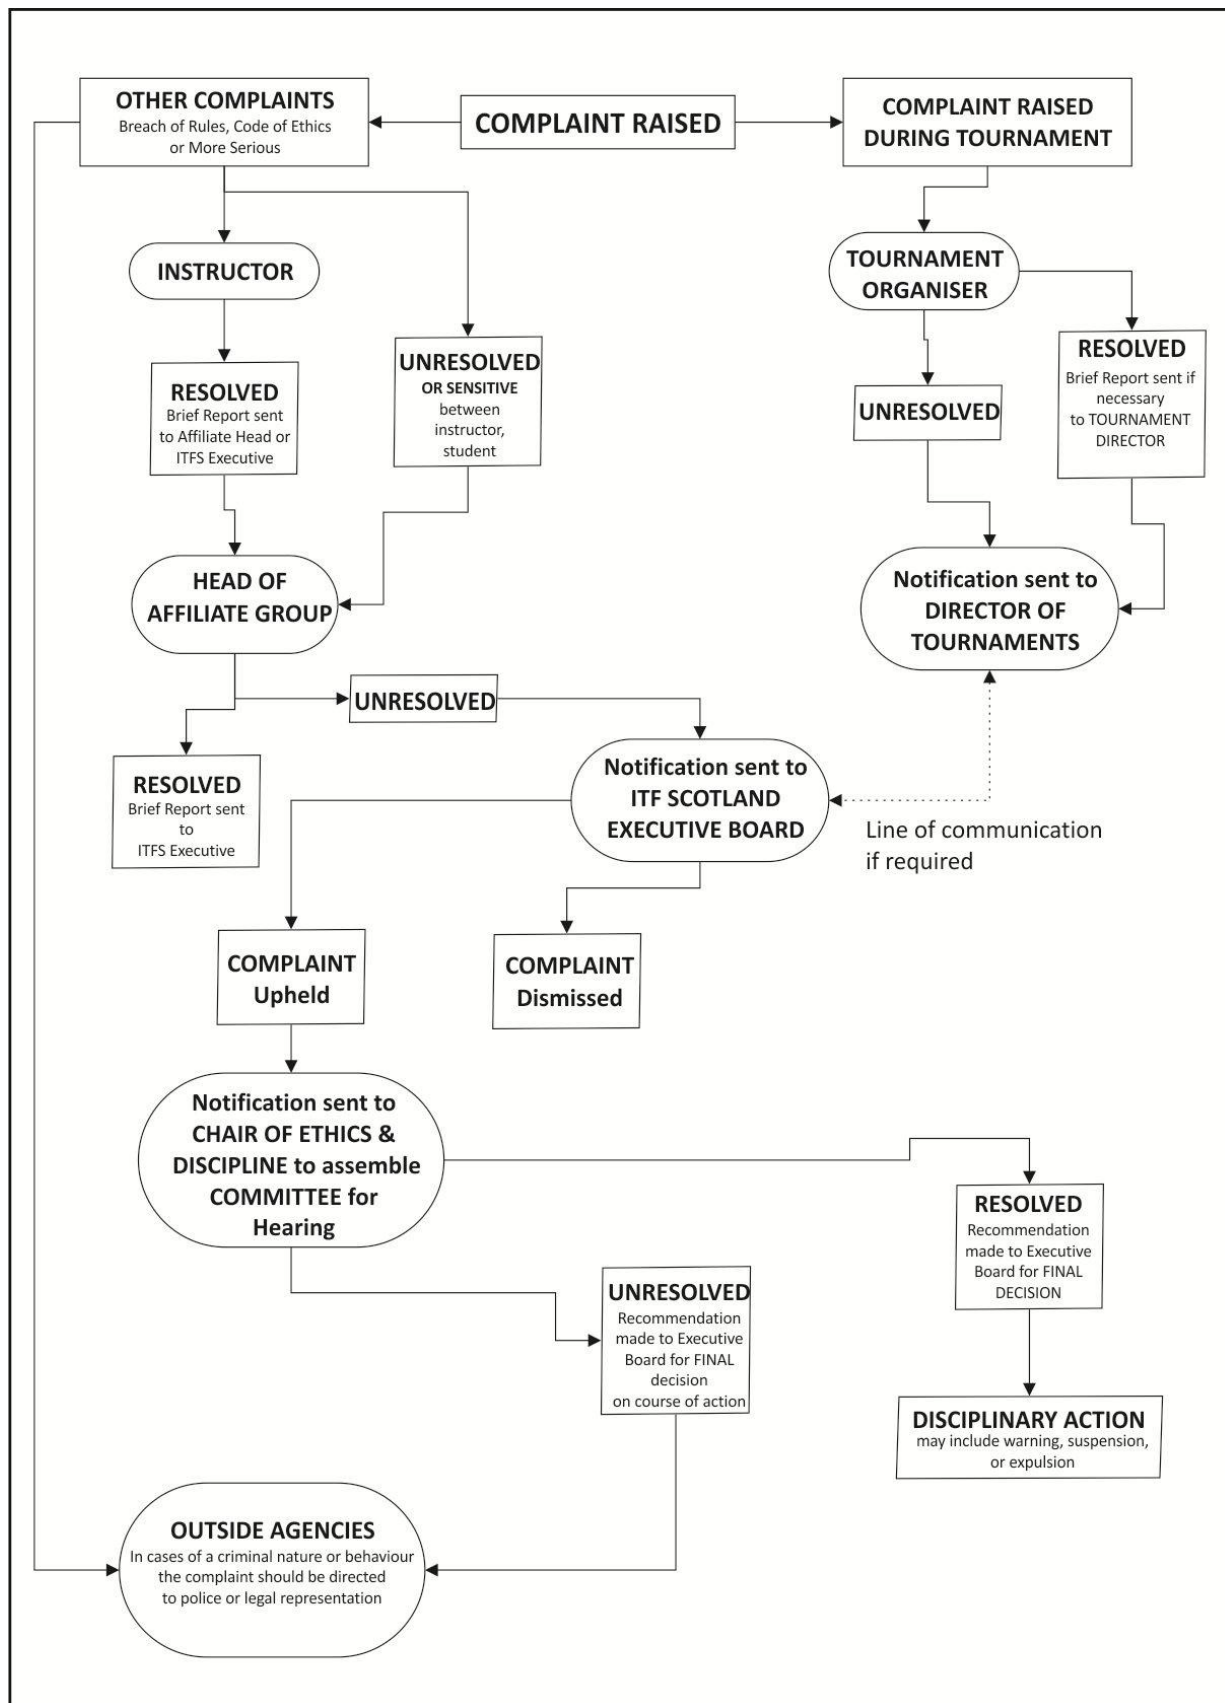 OTHER COMPLAINTS
Breach of Rules, Code of Ethics
or More Serious
COMPLAINT RAISED
COMPLAINT RAISED
DURING TOURNAMENT
INSTRUCTOR
TOURNAMENT
ORGANISER
RESOLVED
Brief Report sent
to Affiliate Head or
ITFS Executive
UNRESOLVED
OR SENSITIVE
between
instructor,
student
UNRESOLVED
RESOLVED
Brief Report sent if
necessary
to TOURNAMENT
DIRECTOR
HEAD OF
AFFILIATE GROUP
Notification sent to
DIRECTOR OF
TOURNAMENTS
UNRESOLVED
RESOLVED
Brief Report sent
to
ITFS Executive
Notification sent to
ITF SCOTLAND
EXECUTIVE BOARD
Line of communication
if required
COMPLAINT
Upheld
COMPLAINT
Dismissed
Notification sent to
CHAIR OF ETHICS &
DISCIPLINE to assemble
COMMITTEE for
Hearing
RESOLVED
Recommendation
made to Executive
Board for FINAL
DECISION
UNRESOLVED
Recommendation
made to Executive
Board for FINAL
decision
on course of action
DISCIPLINARY ACTION
may include warning, suspension,
or expulsion
OUTSIDE AGENCIES
In cases of a criminal nature or behaviour
the complaint should be directed
to police or legal representation